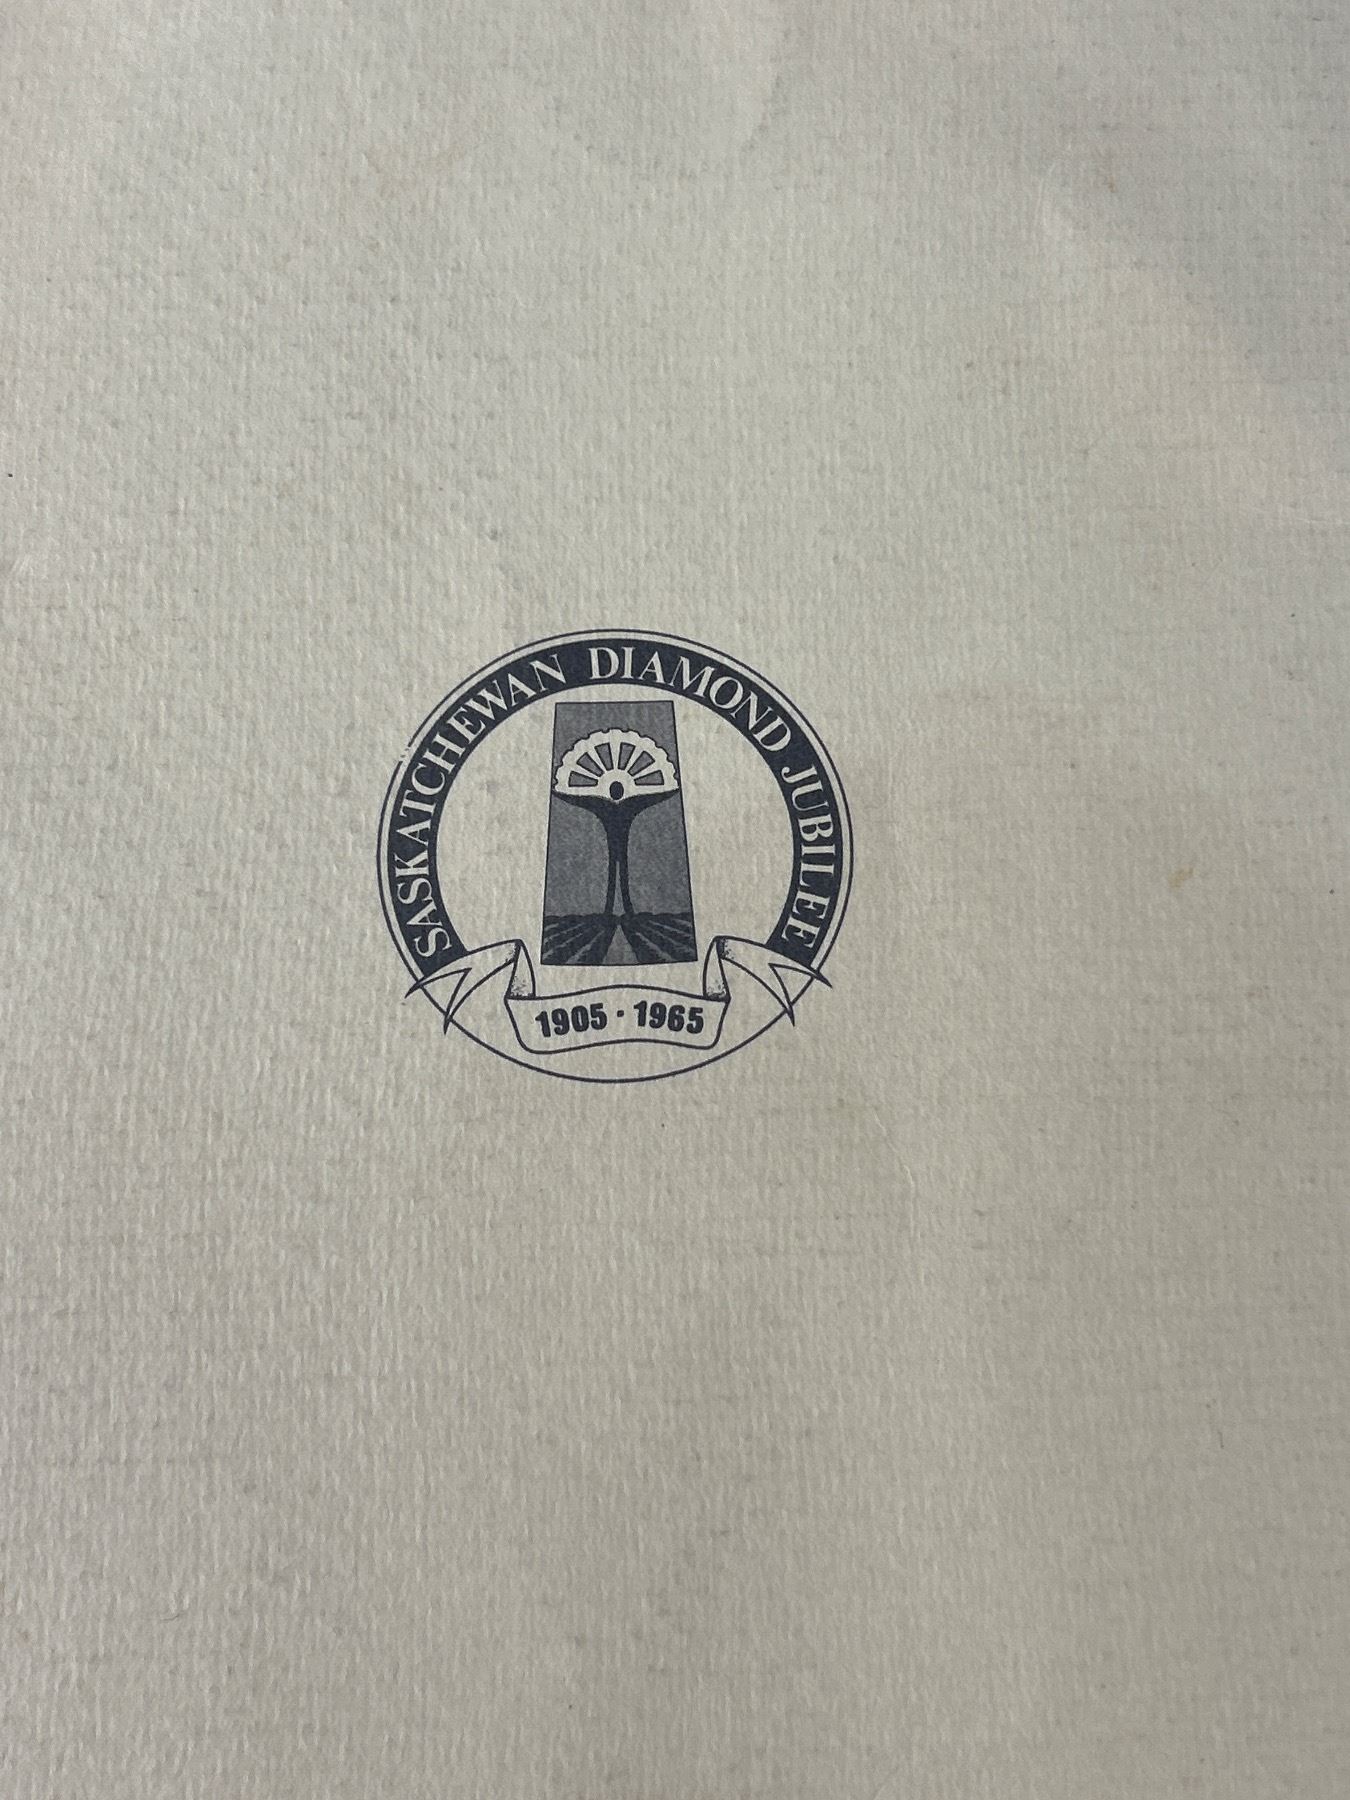 SASKATCHEWAN DIAMOND JUBILEE
1905 · 1965